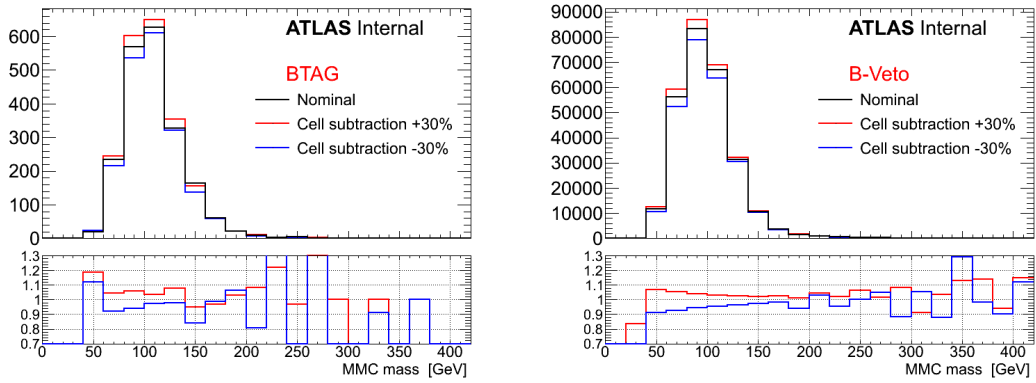 ATLAS Internal
BTAG
Nominal
Cell subtraction +30%
Cell subtraction -30%
600
500
400
300
200
100
0
1.3
1.2
1.1
1
0.9
0.8
0.7
0 50 100 150 200 250 300 350 400
MMC mass [GeV]
ATLAS Internal
B-Veto
Nominal
Cell subtraction +30%
Cell subtraction -30%
90000
80000
70000
60000
50000
40000
30000
20000
10000
0
1.3
1.2
1.1
1
0.9
0.8
0.7
0 50 100 150 200 250 300 350 400
MMC mass [GeV]